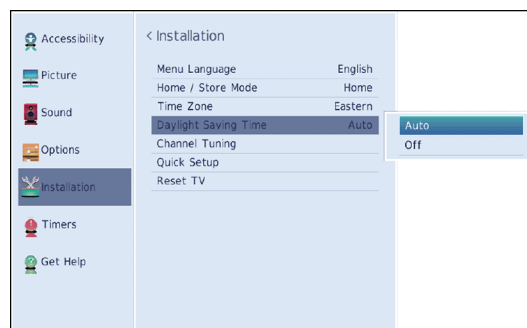 Accessibility
Picture
Sound
Options
Installation
Timers
Get Help
< Installation
Menu Language English
Home / Store Mode Home
Time Zone Eastern
Daylight Saving Time Auto
Channel Tuning
Quick Setup
Reset TV
Auto
Off